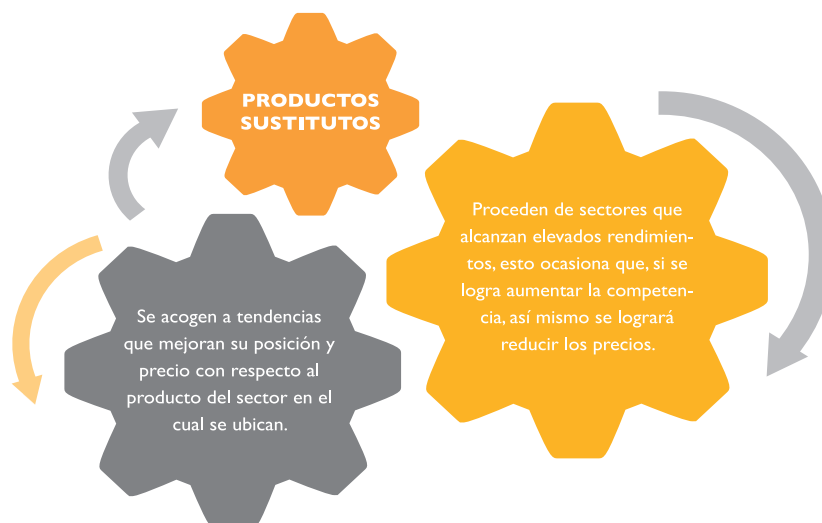 PRODUCTOS
SUSTITUTOS
Proceden de sectores que
alcanzan elevados rendimien-
tos, esto ocasiona que, si se
logra aumentar la competen-
cia, así mismo se logrará
reducir los precios.
Se acogen a tendencias
que mejoran su posición y
precio con respecto al
producto del sector en el
cual se ubican.